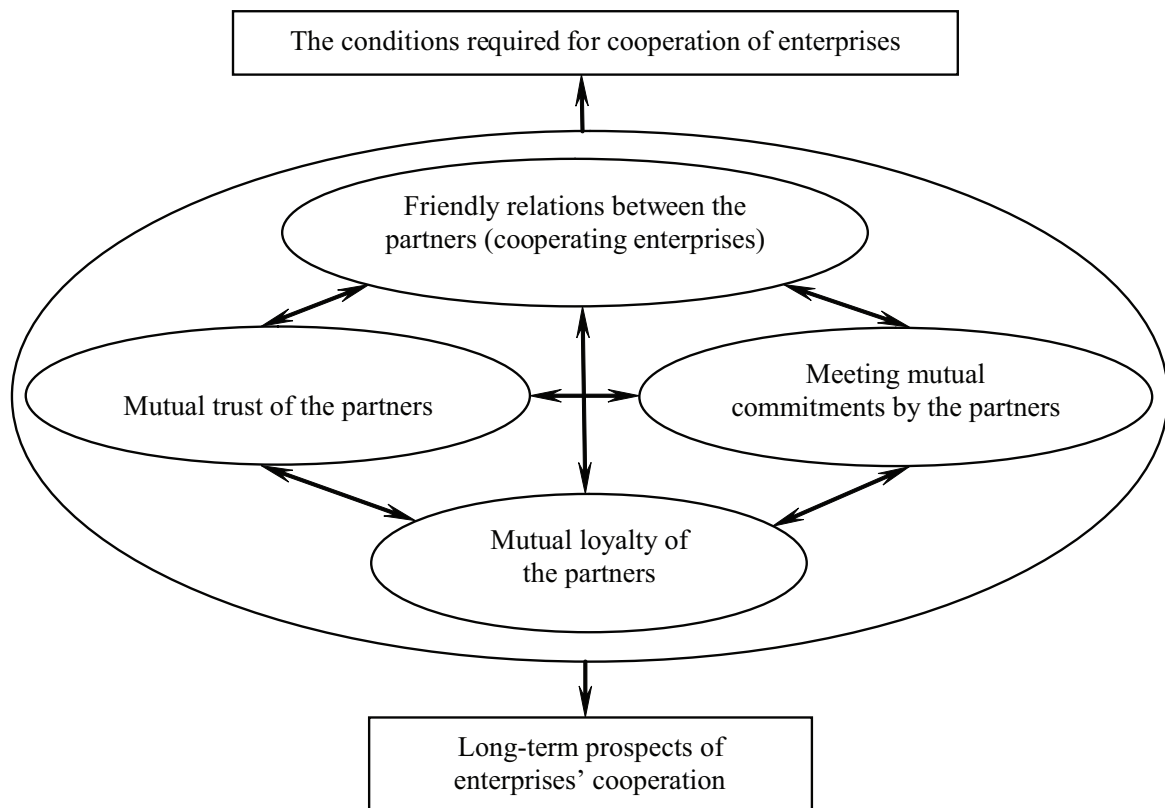 The conditions required for cooperation of enterprises
Friendly relations between the
partners (cooperating enterprises)
Mutual trust of the partners
Meeting mutual
commitments by the partners
Mutual loyalty of
the partners
Long-term prospects of
enterprises’ cooperation